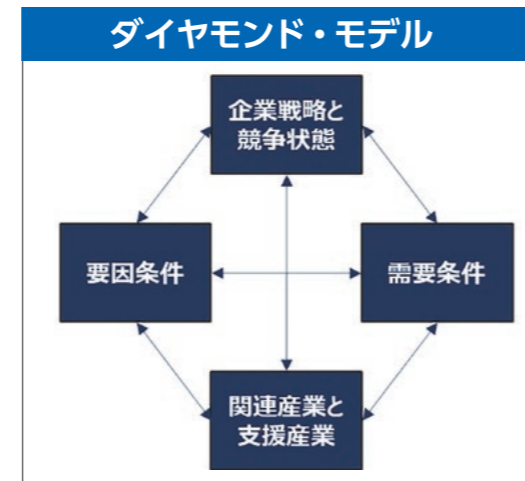 ダイヤモンド・モデル
企業戦略と
競争状態
要因条件
需要条件
関連産業と
支援産業